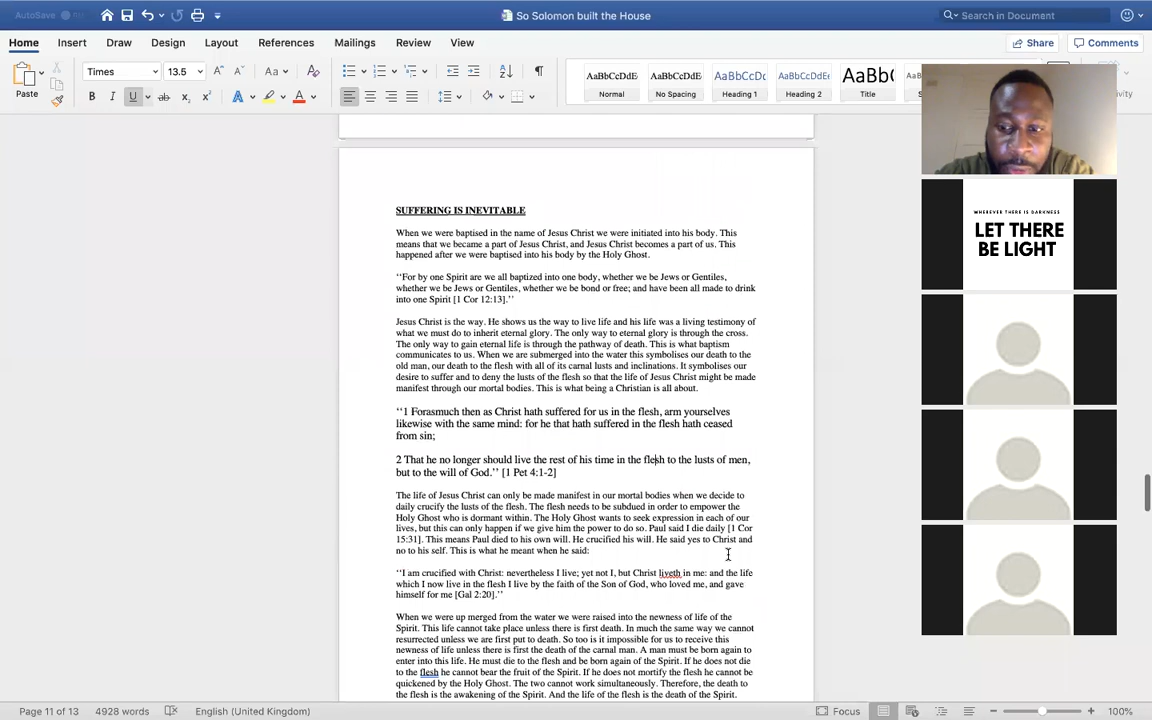 AutoSave
So Solomon built the House
Search in Document
Home Insert Draw Design Layout References Mailings Review View
Share Comments
Paste
Times 13.5
AaBbCcDdE AaBbCcDdE AaBbCcDc AaBbCcDdEe AaBb(
Normal No Spacing Heading 1 Heading 2 Title
SUFFERING IS INEVITABLE
When we were baptised in the name of Jesus Christ we were initiated into his body. This
means that we became a part of Jesus Christ, and Jesus Christ becomes a part of us. This
happened after we were baptised into his body by the Holy Ghost.
‘‘For by one Spirit are we all baptized into one body, whether we be Jews or Gentiles,
whether we be Jews or Gentiles, whether we be bond or free; and have been all made to drink
into one Spirit [1 Cor 12:13].’’
Jesus Christ is the way. He shows us the way to live life and his life was a living testimony of
what we must do to inherit eternal glory. The only way to eternal glory is through the cross.
The only way to gain eternal life is through the pathway of death. This is what baptism
communicates to us. When we are submerged into the water this symbolises our death to the
old man, our death to the flesh with all of its carnal lusts and inclinations. It symbolises our
desire to suffer and to deny the lusts of the flesh so that the life of Jesus Christ might be made
manifest through our mortal bodies. This is what being a Christian is all about.
‘‘1 Forasmuch then as Christ hath suffered for us in the flesh, arm yourselves
likewise with the same mind: for he that hath suffered in the flesh hath ceased
from sin;
2 That he no longer should live the rest of his time in the flesh to the lusts of men,
but to the will of God.’’ [1 Pet 4:1-2]
The life of Jesus Christ can only be made manifest in our mortal bodies when we decide to
daily crucify the lusts of the flesh. The flesh needs to be subdued in order to empower the
Holy Ghost who is dormant within. The Holy Ghost wants to seek expression in each of our
lives, but this can only happen if we give him the power to do so. Paul said I die daily [1 Cor
15:31]. This means Paul died to his own will. He crucified his will. He said yes to Christ and
no to his self. This is what he meant when he said:
‘‘I am crucified with Christ: nevertheless I live; yet not I, but Christ liveth in me: and the life
which I now live in the flesh I live by the faith of the Son of God, who loved me, and gave
himself for me [Gal 2:20].’’
When we were up merged from the water we were raised into the newness of life of the
Spirit. This life cannot take place unless there is first death. In much the same way we cannot
resurrected unless we are first put to death. So too is it impossible for us to receive this
newness of life unless there is first the death of the carnal man. A man must be born again to
enter into this life. He must die to the flesh and be born again of the Spirit. If he does not die
to the flesh he cannot bear the fruit of the Spirit. If he does not mortify the flesh he cannot be
quickened by the Holy Ghost. The two cannot work simultaneously. Therefore, the death to
the flesh is the awakening of the Spirit. And the life of the flesh is the death of the Spirit.
WHEREVER THERE IS DARKNESS
LET THERE
BE LIGHT
Page 11 of 13 4928 words English (United Kingdom) Focus 100%